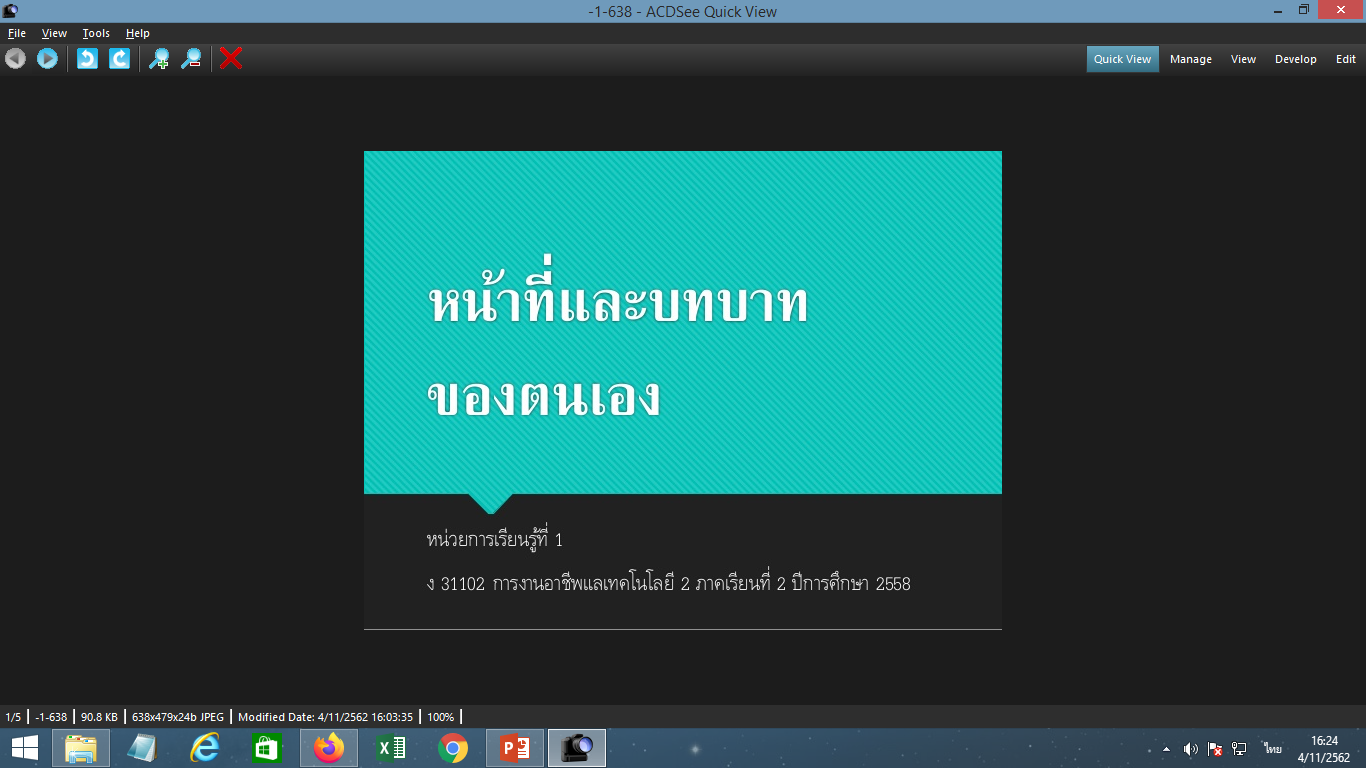 -1-638 - ACDSee Quick View
File View Tools Help
Quick View Manage View Develop Edit
หน้าที่และบทบาท
ของตนเอง
หน่วยการเรียนรู้ที่ 1
ง 31102 การงานอาชีพแลเทคโนโลยี 2 ภาคเรียนที่ 2 ปีการศึกษา 2558
1/5 -1-638 90.8 KB 638x479x24b JPEG Modified Date: 4/11/2562 16:03:35 100%
ไทย 16:24
4/11/2562